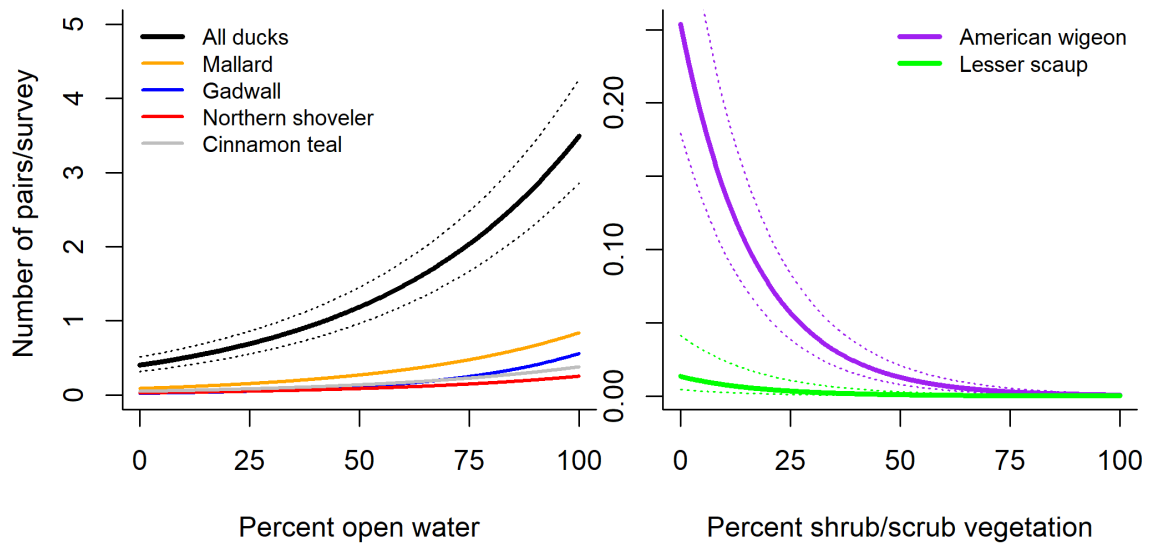 Number of pairs/survey
5
4
3
2
1
0
All ducks
Mallard
Gadwall
Northern shoveler
Cinnamon teal
0 25 50 75 100
Percent open water
0.20
0.10
0.00
American wigeon
Lesser scaup
0 25 50 75 100
Percent shrub/scrub vegetation